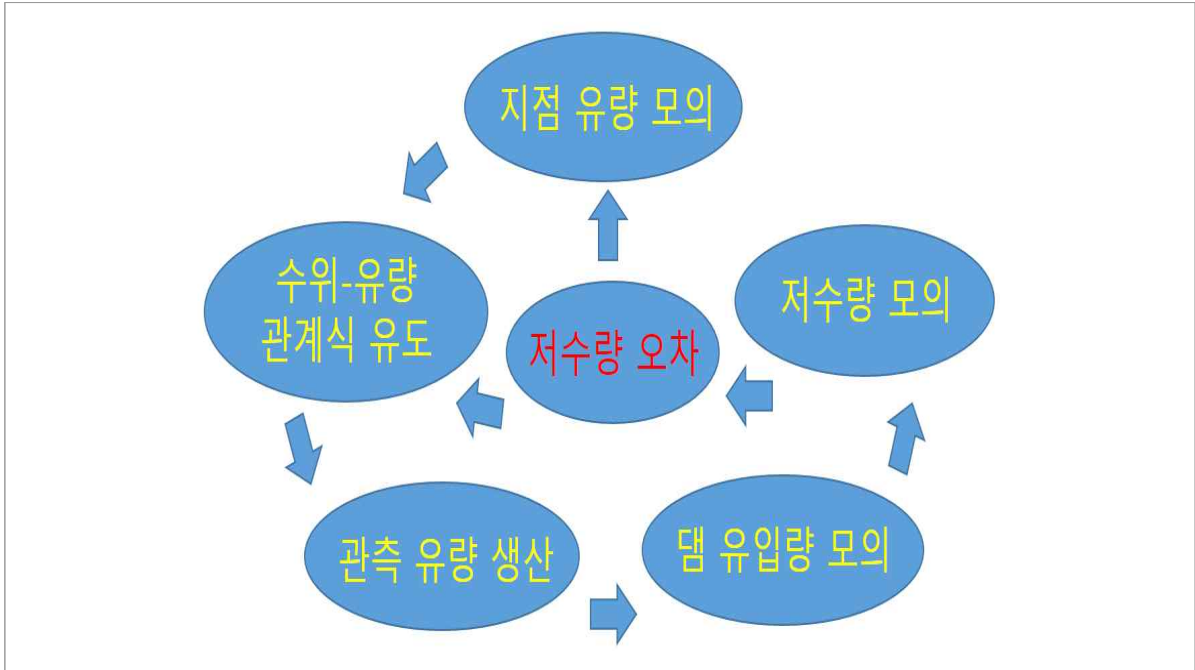 지점 유량 모의
수위-유량
관계식 유도
저수량 모의
저수량 오차
관측 유량 생산
댐 유입량 모의